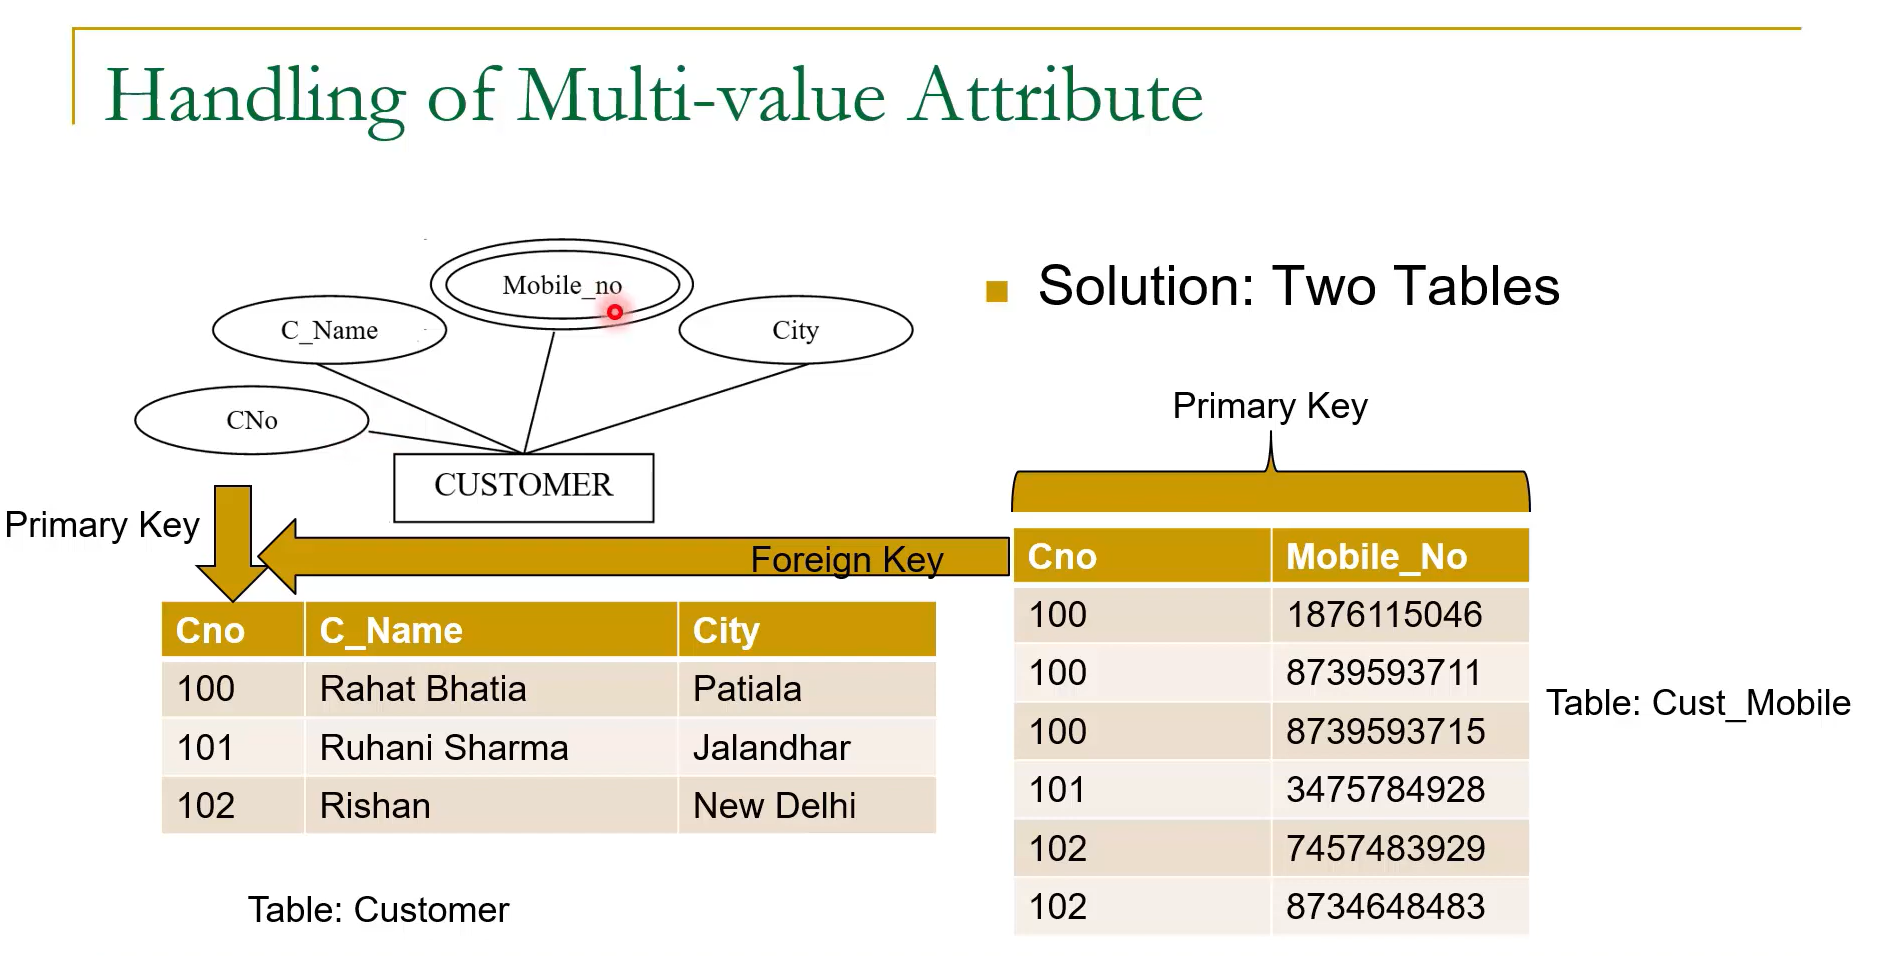 Handling of Multi-value Attribute
Mobile_no
C_Name
City
CNo
CUSTOMER
Solution: Two Tables
Primary Key
Primary Key
Foreign Key
Cno Mobile_No
100 1876115046
100 8739593711
100 8739593715
101 3475784928
102 7457483929
102 8734648483
Table: Cust_Mobile
Cno C_Name City
100 Rahat Bhatia Patiala
101 Ruhani Sharma Jalandhar
102 Rishan New Delhi
Table: Customer